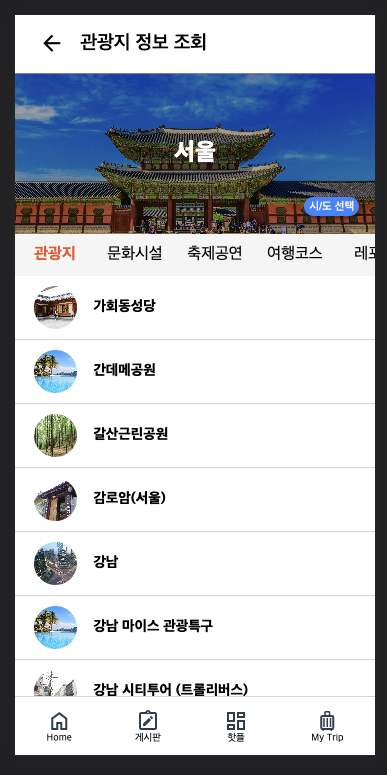 관광지 정보 조회
서울
시/도 선택
관광지 문화시설 축제공연 여행코스 레포
가회동성당
간데메공원
갈산근린공원
감로암(서울)
강남
강남 마이스 관광특구
강남 시티투어 (트롤리버스)
Home 게시판 핫플 My Trip